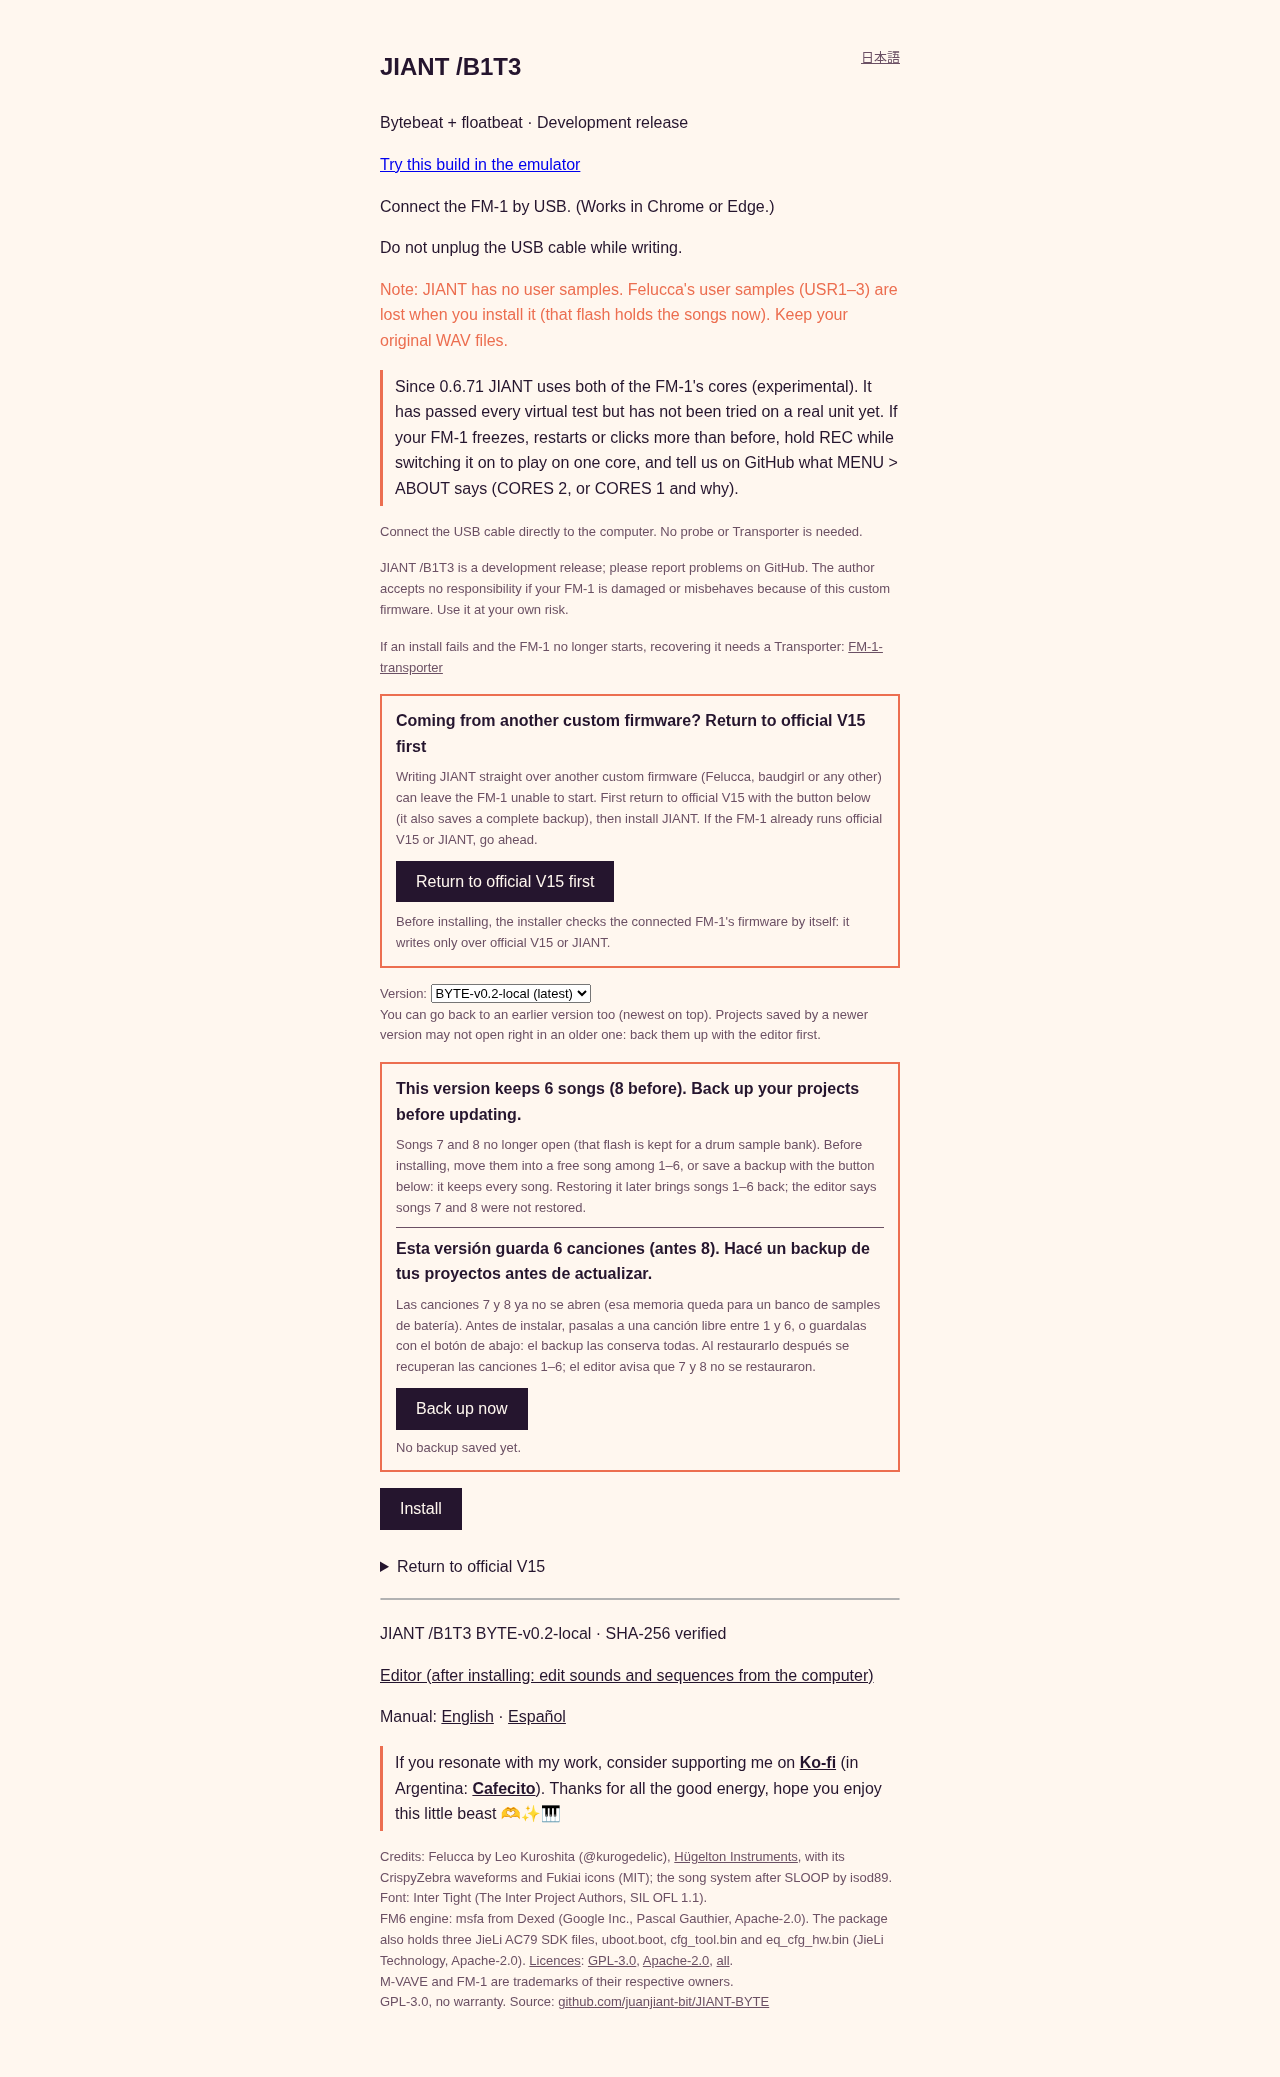 JIANT /B1T3
日本語
Bytebeat + floatbeat · Development release
Try this build in the emulator
Connect the FM-1 by USB. (Works in Chrome or Edge.)
Do not unplug the USB cable while writing.
Note: JIANT has no user samples. Felucca's user samples (USR1–3) are
lost when you install it (that flash holds the songs now). Keep your
original WAV files.
Since 0.6.71 JIANT uses both of the FM-1's cores (experimental). It
has passed every virtual test but has not been tried on a real unit yet. If
your FM-1 freezes, restarts or clicks more than before, hold REC while
switching it on to play on one core, and tell us on GitHub what MENU >
ABOUT says (CORES 2, or CORES 1 and why).
Connect the USB cable directly to the computer. No probe or Transporter is needed.
JIANT /B1T3 is a development release; please report problems on GitHub. The author
accepts no responsibility if your FM-1 is damaged or misbehaves because of this custom
firmware. Use it at your own risk.
If an install fails and the FM-1 no longer starts, recovering it needs a Transporter: FM-1-
transporter
Coming from another custom firmware? Return to official V15
first
Writing JIANT straight over another custom firmware (Felucca, baudgirl or any other)
can leave the FM-1 unable to start. First return to official V15 with the button below
(it also saves a complete backup), then install JIANT. If the FM-1 already runs official
V15 or JIANT, go ahead.
Return to official V15 first
Before installing, the installer checks the connected FM-1's firmware by itself: it
writes only over official V15 or JIANT.
Version: BYTE-v0.2-local (latest)
You can go back to an earlier version too (newest on top). Projects saved by a newer
version may not open right in an older one: back them up with the editor first.
This version keeps 6 songs (8 before). Back up your projects
before updating.
Songs 7 and 8 no longer open (that flash is kept for a drum sample bank). Before
installing, move them into a free song among 1–6, or save a backup with the button
below: it keeps every song. Restoring it later brings songs 1–6 back; the editor says
songs 7 and 8 were not restored.
Esta versión guarda 6 canciones (antes 8). Hacé un backup de
tus proyectos antes de actualizar.
Las canciones 7 y 8 ya no se abren (esa memoria queda para un banco de samples
de batería). Antes de instalar, pasalas a una canción libre entre 1 y 6, o guardalas
con el botón de abajo: el backup las conserva todas. Al restaurarlo después se
recuperan las canciones 1–6; el editor avisa que 7 y 8 no se restauraron.
Back up now
No backup saved yet.
Install
Return to official V15
JIANT /B1T3 BYTE-v0.2-local · SHA-256 verified
Editor (after installing: edit sounds and sequences from the computer)
Manual: English · Español
If you resonate with my work, consider supporting me on Ko-fi (in
Argentina: Cafecito). Thanks for all the good energy, hope you enjoy
this little beast 🫶✨🎹
Credits: Felucca by Leo Kuroshita (@kurogedelic), Hügelton Instruments, with its
CrispyZebra waveforms and Fukiai icons (MIT); the song system after SLOOP by isod89.
Font: Inter Tight (The Inter Project Authors, SIL OFL 1.1).
FM6 engine: msfa from Dexed (Google Inc., Pascal Gauthier, Apache-2.0). The package
also holds three JieLi AC79 SDK files, uboot.boot, cfg_tool.bin and eq_cfg_hw.bin (JieLi
Technology, Apache-2.0). Licences: GPL-3.0, Apache-2.0, all.
M-VAVE and FM-1 are trademarks of their respective owners.
GPL-3.0, no warranty. Source: github.com/juanjiant-bit/JIANT-BYTE